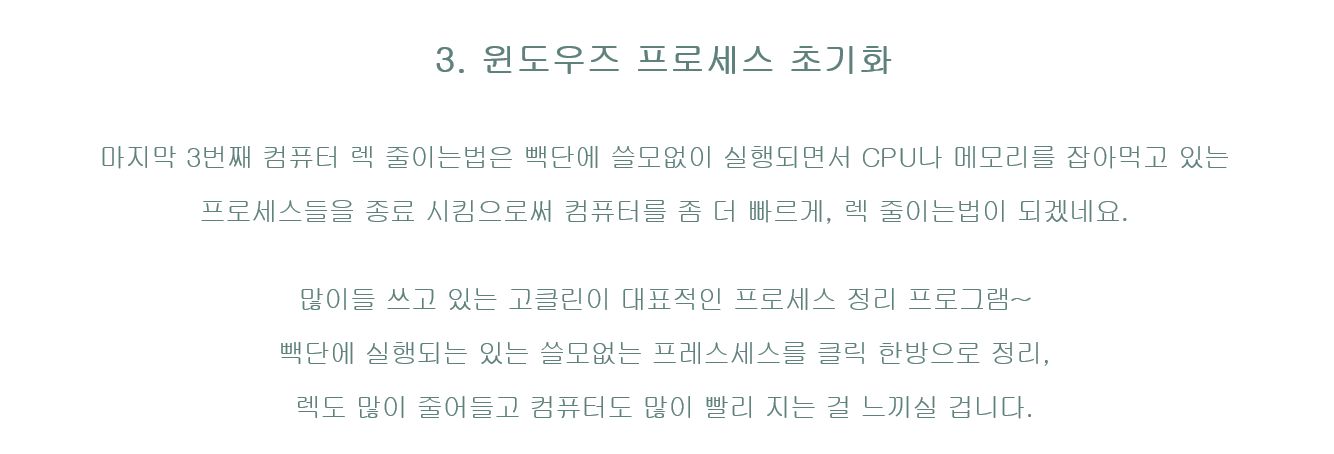 3. 윈도우즈 프로세스 초기화
마지막 3번째 컴퓨터 렉 줄이는법은 빽단에 쓸모없이 실행되면서 CPU나 메모리를 잡아먹고 있는
프로세스들을 종료 시킴으로써 컴퓨터를 좀 더 빠르게, 렉 줄이는법이 되겠네요.
많이들 쓰고 있는 고클린이 대표적인 프로세스 정리 프로그램~
빽단에 실행되는 있는 쓸모없는 프레스세스를 클릭 한방으로 정리,
렉도 많이 줄어들고 컴퓨터도 많이 빨리 지는 걸 느끼실 겁니다.